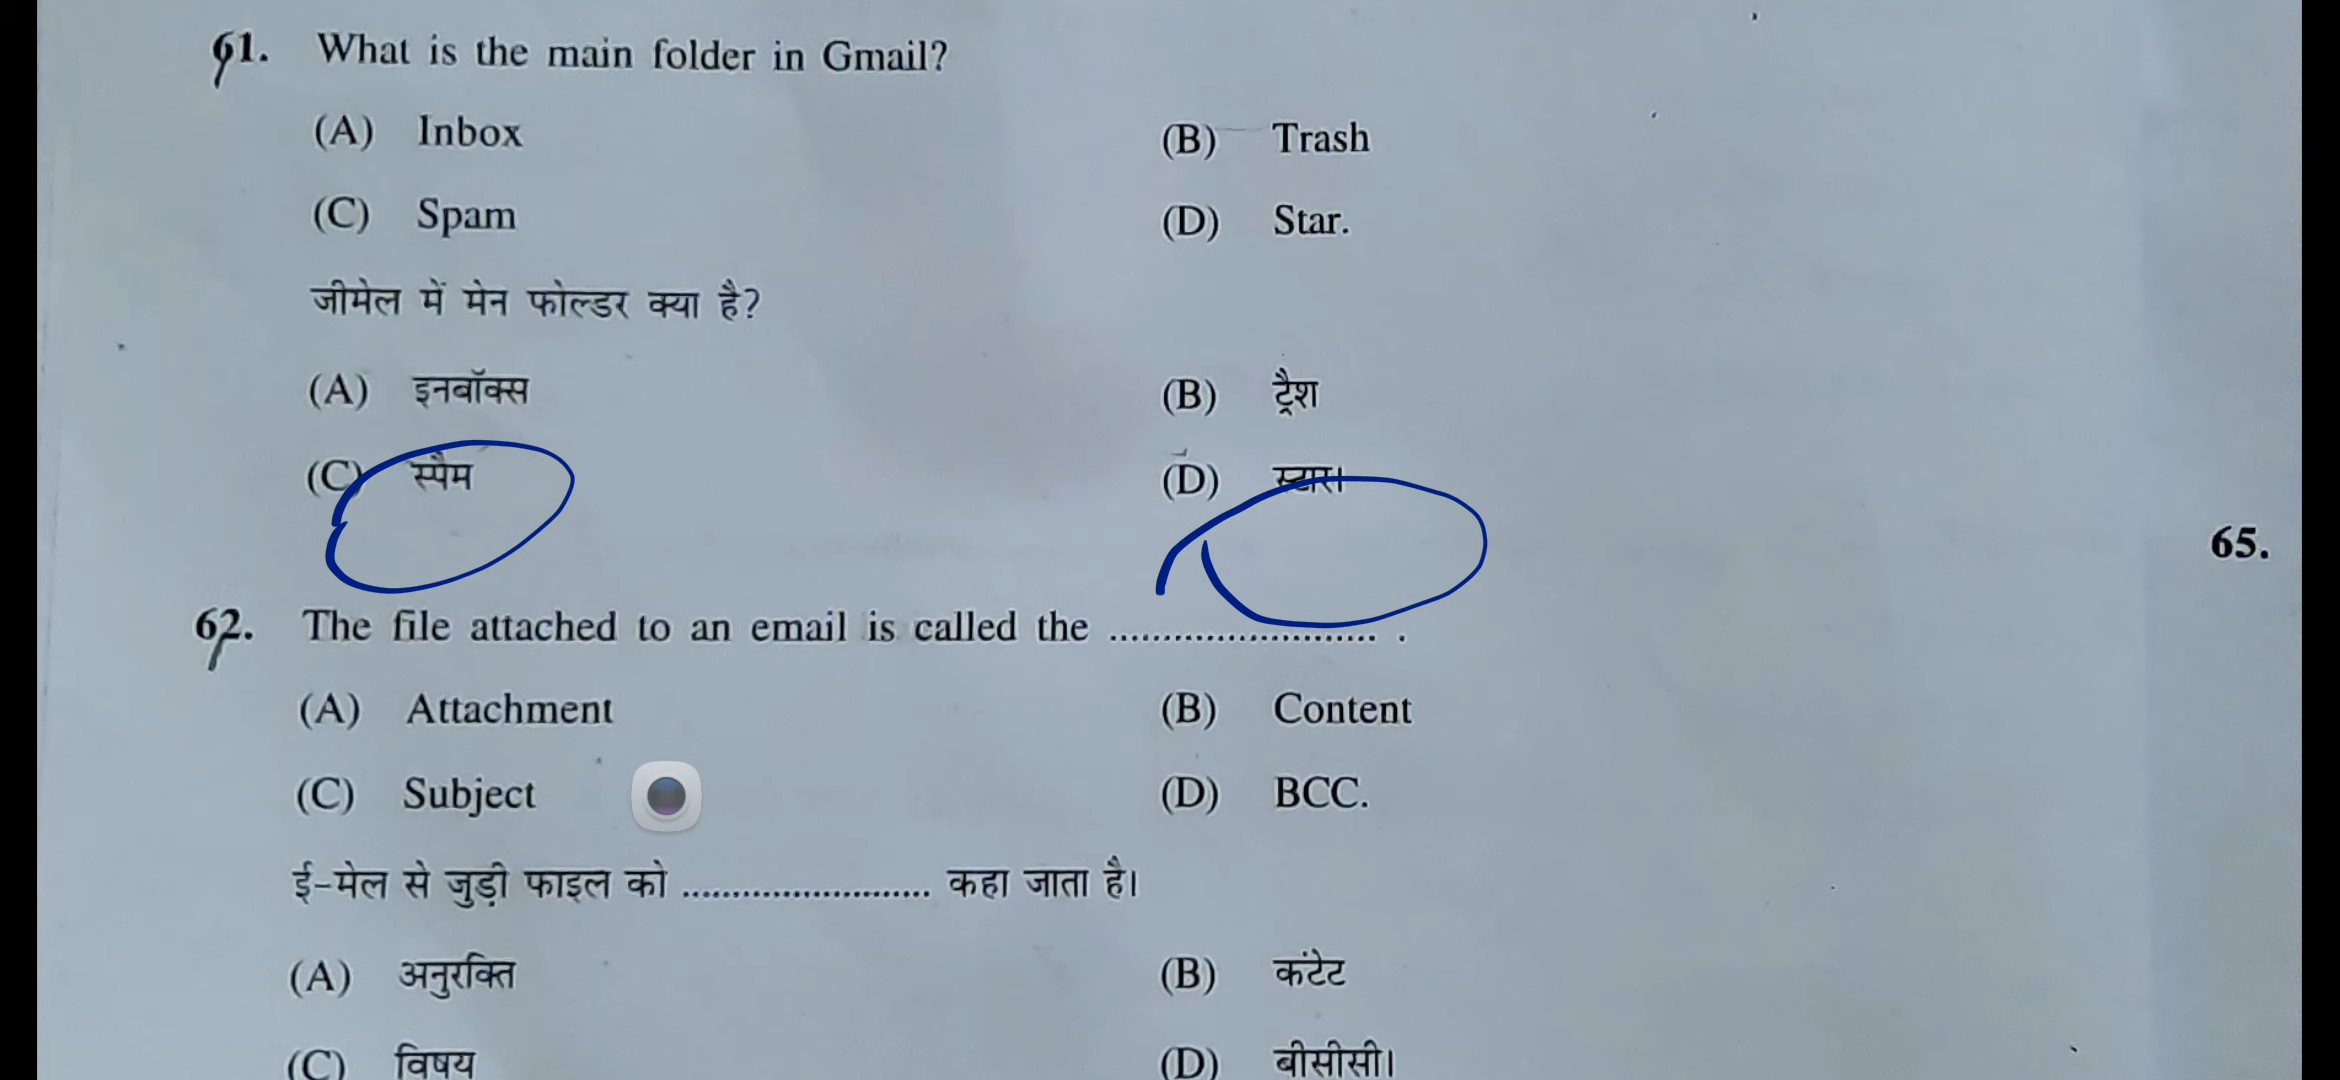 61. What is the main folder in Gmail?
(A) Inbox (B) Trash
(C) Spam (D) Star.
जीमेल में मेन फोल्डर क्या है?
(A) इनबॉक्स (B) ट्रैश
(C) स्पैम (D) स्टार।
65.
62. The file attached to an email is called the .......................... .
(A) Attachment (B) Content
(C) Subject (D) BCC.
ई-मेल से जुड़ी फाइल को ........................ कहा जाता है।
(A) अनुरक्ति (B) कंटेट
(C) विषय (D) बीसीसी।